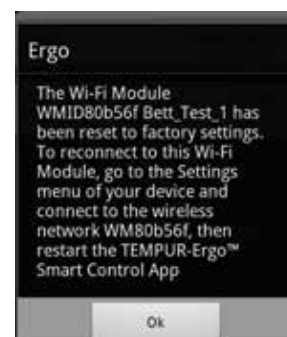 Ergo
The Wi-Fi Module
WMID80b56f Bett_Test_1 has
been reset to factory settings.
To reconnect to this Wi-Fi
Module, go to the Settings
menu of your device and
connect to the wireless
network WM80b56f, then
restart the TEMPUR-Ergo™
Smart Control App
Ok